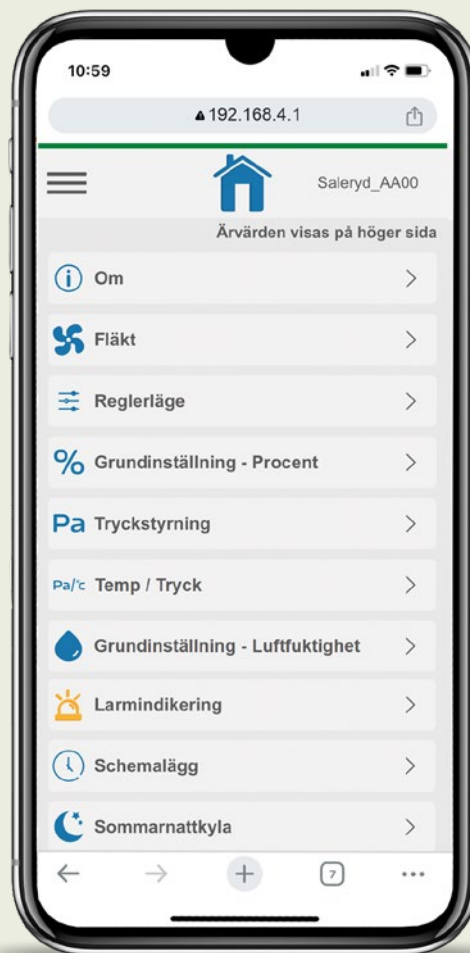 10:59
192.168.4.1
Saleryd_AA00
Ärvärden visas på höger sida
Om
Fläkt
Reglerläge
% Grundinställning - Procent
Pa Tryckstyrning
Pa/°c Temp / Tryck
Grundinställning - Luftfuktighet
Larmindikering
Schemalägg
Sommarnattkyla
7